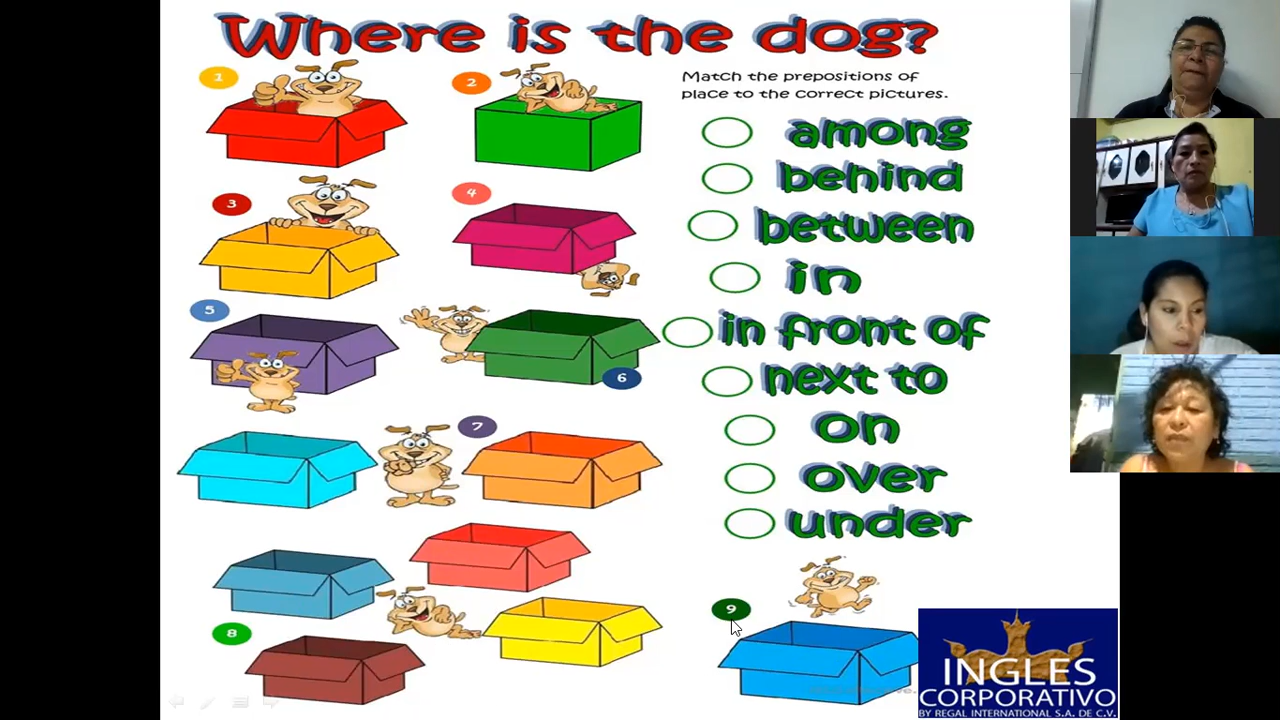 Where is the dog?
1
2
Match the prepositions of
place to the correct pictures.
among
behind
3
4
between
in
5
in front of
6
next to
7
on
over
under
8
9
INGLES
CORPORATIVO
BY REGAL INTERNATIONAL S.A. DE C.V.